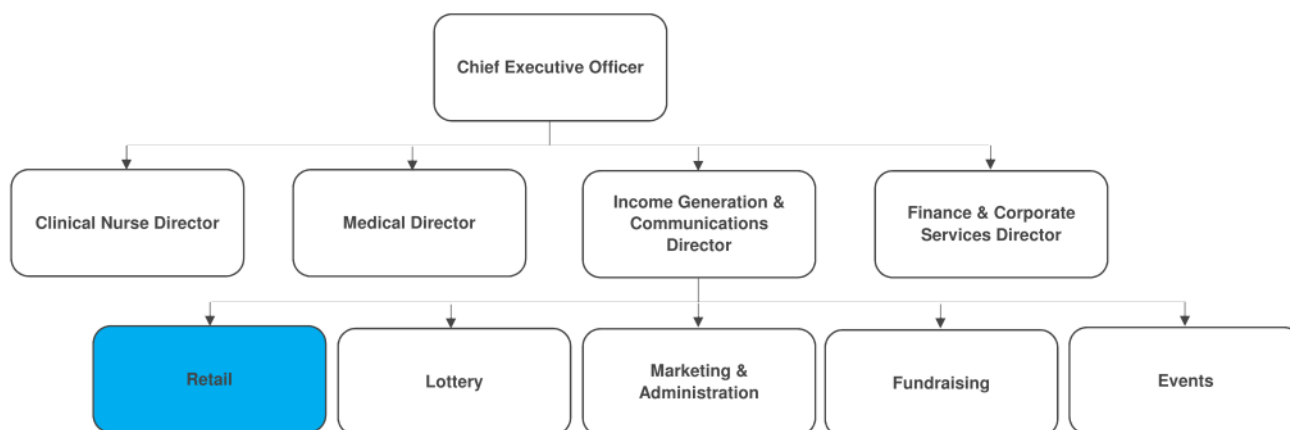 Chief Executive Officer
Clinical Nurse Director
Medical Director
Income Generation &
Communications
Director
Finance & Corporate
Services Director
Retail
Lottery
Marketing &
Administration
Fundraising
Events